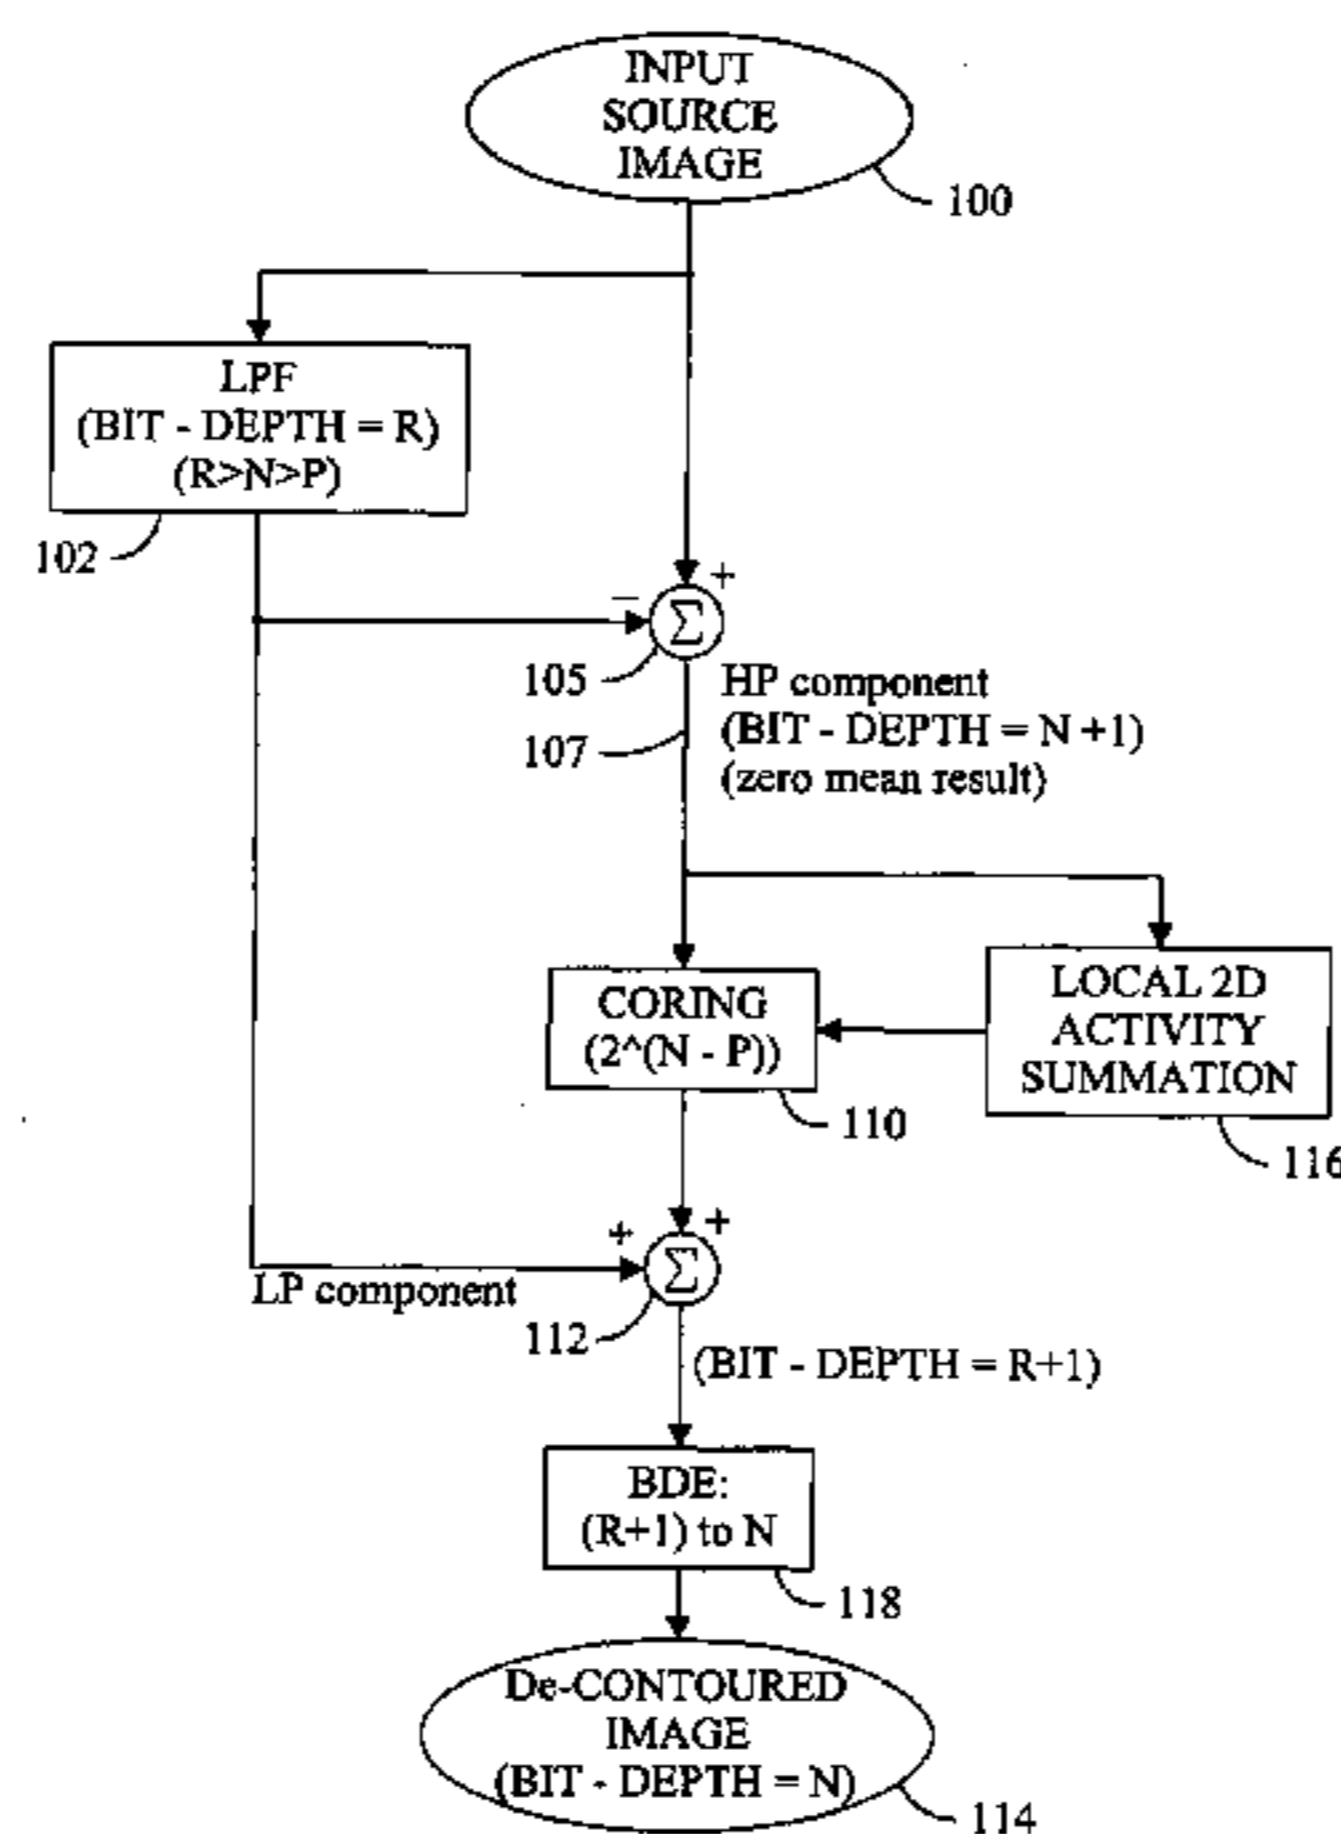 INPUT
SOURCE
IMAGE
100
LPF
(BIT - DEPTH = R)
(R>N>P)
102
+
−
Σ
105
HP component
(BIT - DEPTH = N +1)
(zero mean result)
107
CORING
(2^(N - P))
110
LOCAL 2D
ACTIVITY
SUMMATION
116
+
+
Σ
LP component
112
(BIT - DEPTH = R+1)
BDE:
(R+1) to N
118
De-CONTOURED
IMAGE
(BIT - DEPTH = N)
114